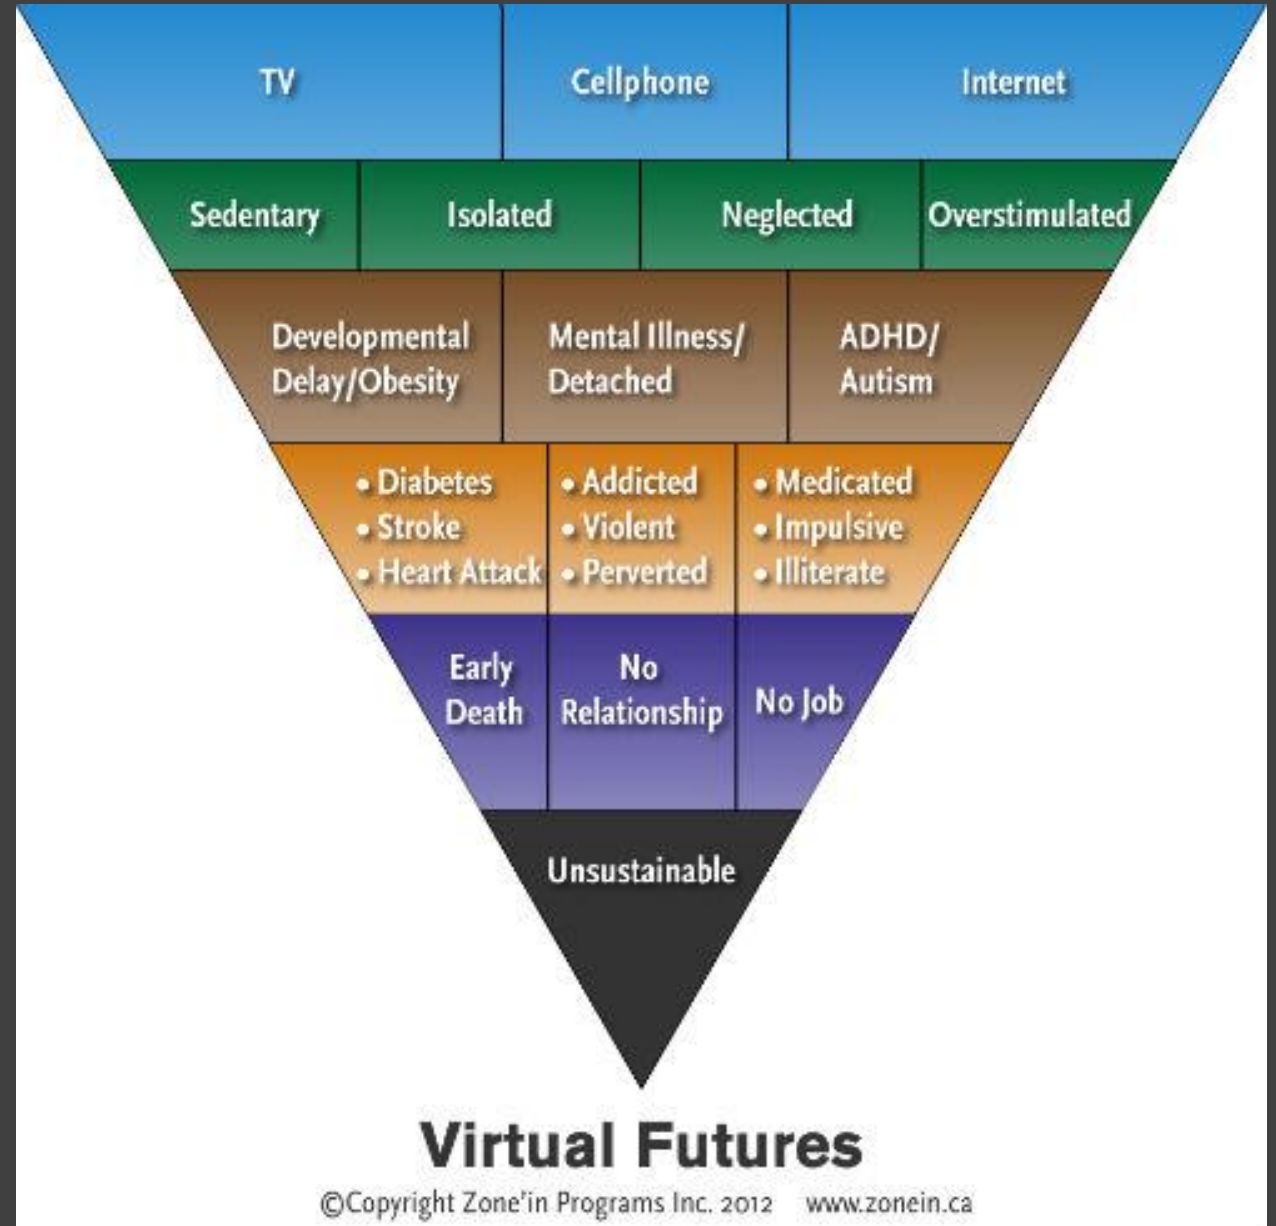 TV Cellphone Internet
Sedentary Isolated Neglected Overstimulated
Developmental Mental Illness/ ADHD/
Delay/Obesity Detached Autism
• Diabetes • Addicted • Medicated
• Stroke • Violent • Impulsive
• Heart Attack • Perverted • Illiterate
Early No
Death Relationship No Job
Unsustainable
Virtual Futures
©Copyright Zone'in Programs Inc. 2012 www.zonein.ca